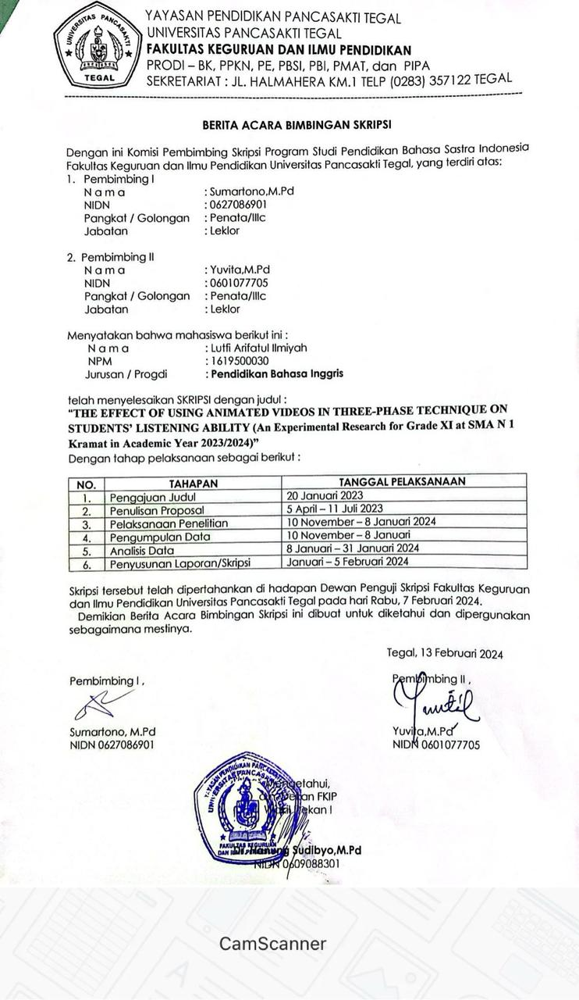 UNIVERSITAS PANCASAKTI
TEGAL
YAYASAN PENDIDIKAN PANCASAKTI TEGAL
UNIVERSITAS PANCASAKTI TEGAL
FAKULTAS KEGURUAN DAN ILMU PENDIDIKAN
PRODI – BK, PPKN, PE, PBSI, PBI, PMAT, dan PIPA
SEKRETARIAT : JL. HALMAHERA KM.1 TELP (0283) 357122 TEGAL
BERITA ACARA BIMBINGAN SKRIPSI
Dengan ini Komisi Pembimbing Skripsi Program Studi Pendidikan Bahasa Sastra Indonesia
Fakultas Keguruan dan Ilmu Pendidikan Universitas Pancasakti Tegal, yang terdiri atas:
1. Pembimbing I
N a m a : Sumartono,M.Pd
NIDN : 0627086901
Pangkat / Golongan : Penata/IIIc
Jabatan : Leklor
2. Pembimbing II
N a m a : Yuvita,M.Pd
NIDN : 0601077705
Pangkat / Golongan : Penata/IIIc
Jabatan : Leklor
Menyatakan bahwa mahasiswa berikut ini :
N a m a : Lutfi Arifatul Ilmiyah
NPM : 1619500030
Jurusan / Progdi : Pendidikan Bahasa Inggris
telah menyelesaikan SKRIPSI dengan judul :
“THE EFFECT OF USING ANIMATED VIDEOS IN THREE-PHASE TECHNIQUE ON
STUDENTS’ LISTENING ABILITY (An Experimental Research for Grade XI at SMA N 1
Kramat in Academic Year 2023/2024)”
Dengan tahap pelaksanaan sebagai berikut :
NO. TAHAPAN TANGGAL PELAKSANAAN
1. Pengajuan Judul 20 Januari 2023
2. Penulisan Proposal 5 April – 11 Juli 2023
3. Pelaksanaan Penelitian 10 November – 8 Januari 2024
4. Pengumpulan Data 10 November – 8 Januari
5. Analisis Data 8 Januari – 31 Januari 2024
6. Penyusunan Laporan/Skripsi Januari – 5 Februari 2024
Skripsi tersebut telah dipertahankan di hadapan Dewan Penguji Skripsi Fakultas Keguruan
dan Ilmu Pendidikan Universitas Pancasakti Tegal pada hari Rabu, 7 Februari 2024.
Demikian Berita Acara Bimbingan Skripsi ini dibuat untuk diketahui dan dipergunakan
sebagaimana mestinya.
Tegal, 13 Februari 2024
Pembimbing I ,
Pembimbing II ,
Sumartono, M.Pd
NIDN 0627086901
Yuvita,M.Pd
NIDN 0601077705
YAYASAN PENDIDIKAN PANCASAKTI
UNIVERSITAS PANCASAKTI
FAKULTAS KEGURUAN
Mengetahui,
Dekan FKIP
Wakil Dekan I
Sudibyo,M.Pd
NIDN 0609088301
CamScanner